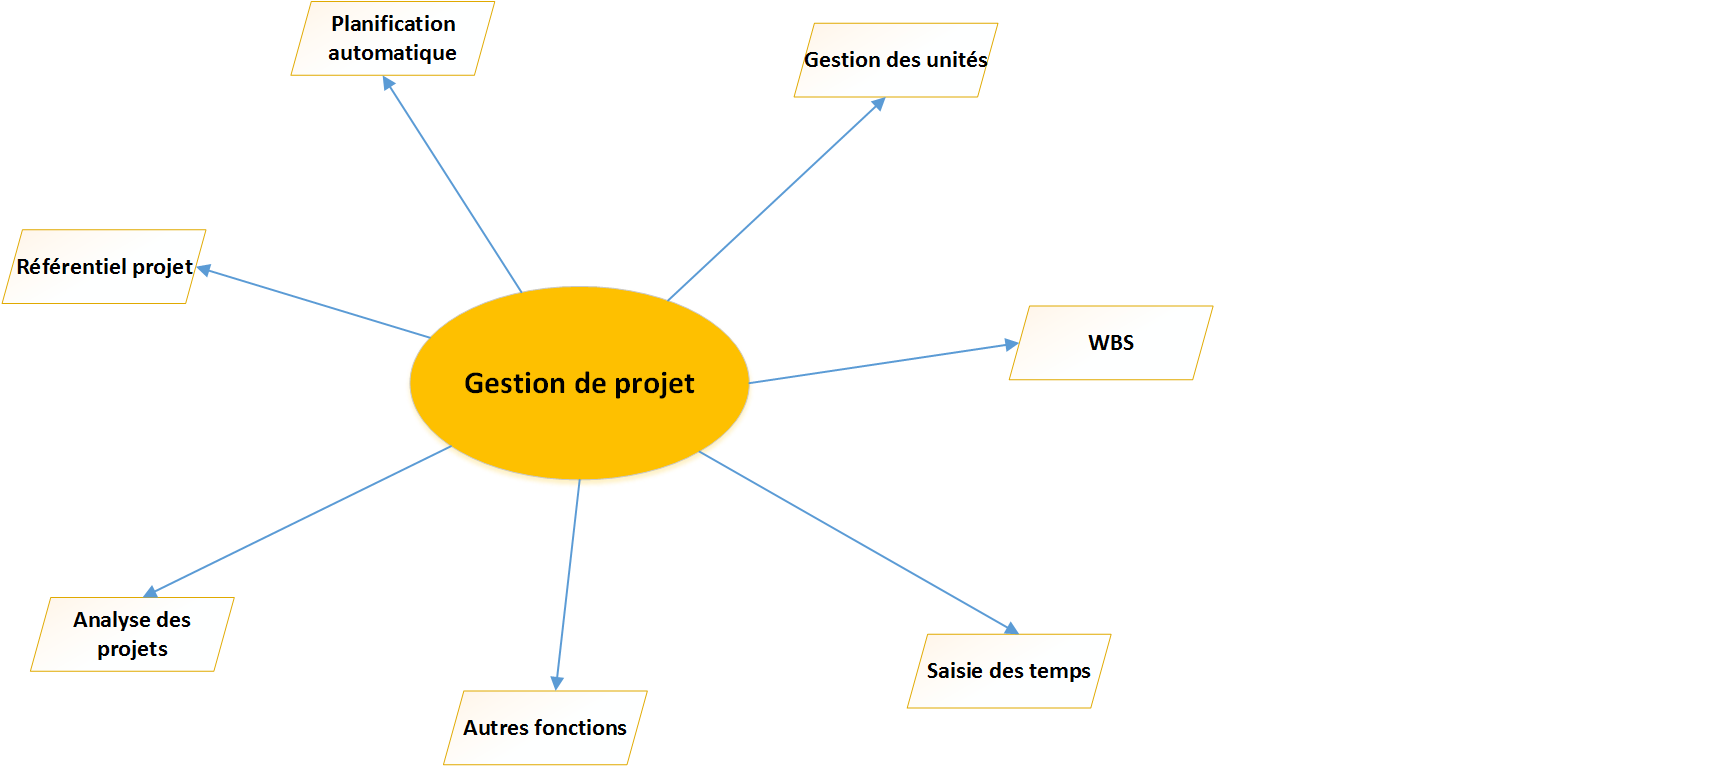 Planification
automatique
Gestion des unités
Référentiel projet
WBS
Gestion de projet
Analyse des
projets
Saisie des temps
Autres fonctions